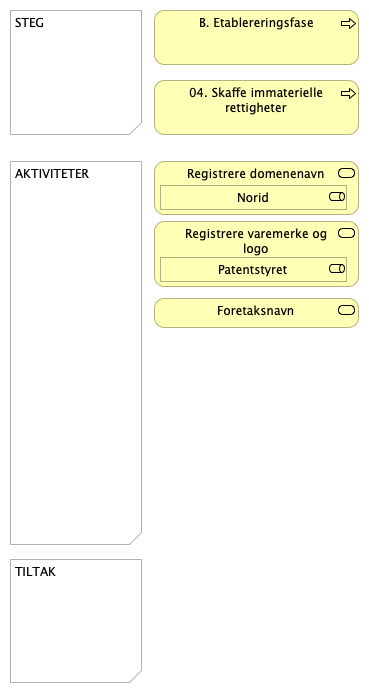 STEG
B. Etablereringsfase
04. Skaffe immaterielle
rettigheter
AKTIVITETER
Registrere domenenavn
Norid
Registrere varemerke og
logo
Patentstyret
Foretaksnavn
TILTAK